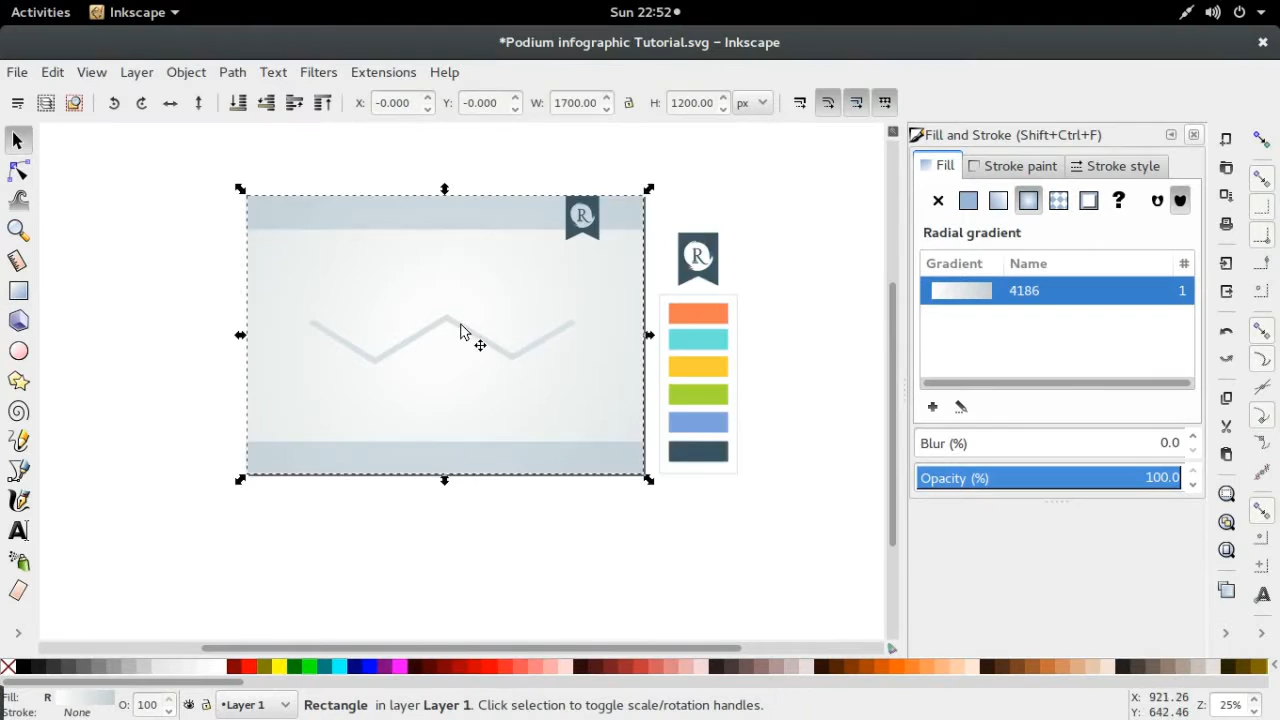 Activities Inkscape Sun 22:52
*Podium infographic Tutorial.svg – Inkscape
File Edit View Layer Object Path Text Filters Extensions Help
X: -0.000 Y: -0.000 W: 1700.00 H: 1200.00 px
Fill and Stroke (Shift+Ctrl+F)
Fill Stroke paint Stroke style
?
Radial gradient
Gradient Name #
4186 1
R
R
Blur (%) 0.0
Opacity (%) 100.0
Fill: R O: 100 •Layer 1 Rectangle in layer Layer 1. Click selection to toggle scale/rotation handles. X: 921.26 Z: 25%
Stroke: None Y: 642.46